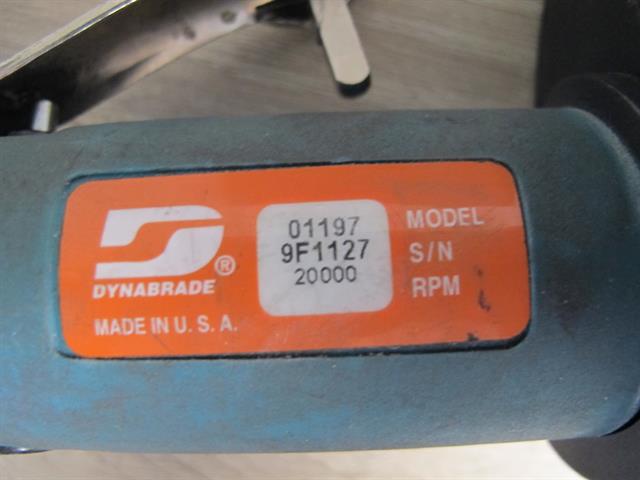 01197 MODEL
9F1127 S/N
20000 RPM
®
DYNABRADE
MADE IN U.S.A.